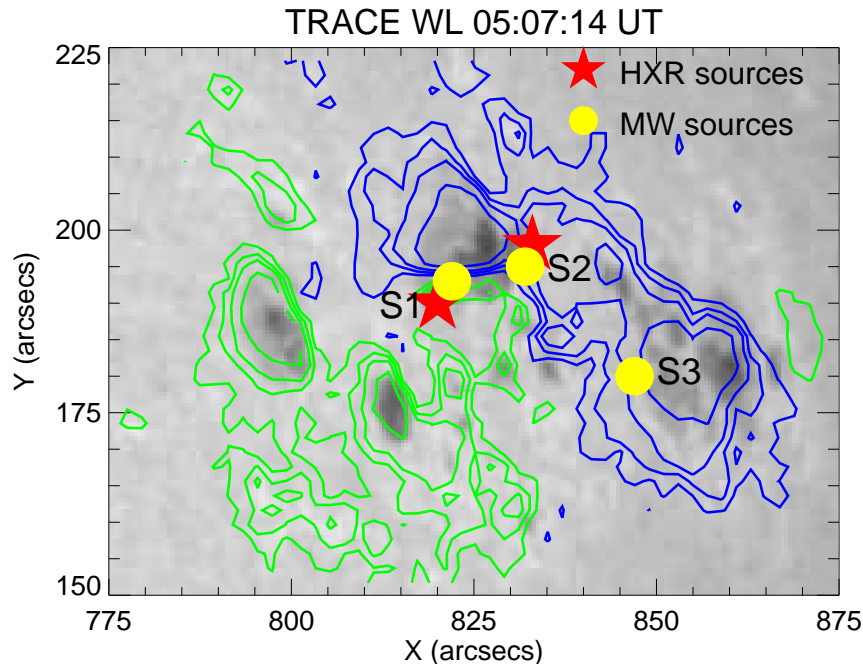 TRACE WL 05:07:14 UT
225
HXR sources
MW sources
200
S2
S1
S3
175
150
775 800 825 850 875
X (arcsecs)
Y (arcsecs)